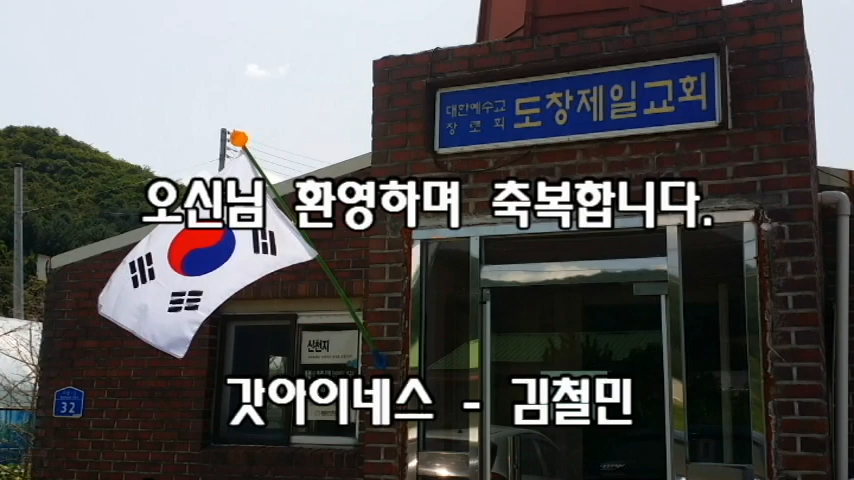 대한예수교
장로회
도창제일교회
오신님 환영하며 축복합니다.
신천지
갓아이네스 - 김철민
32